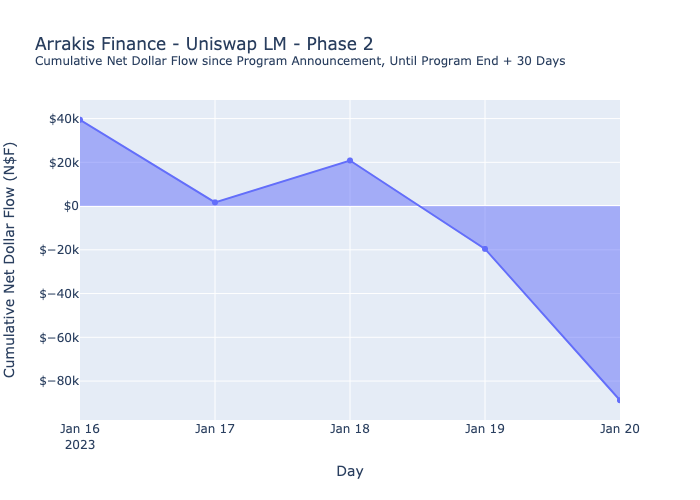 Arrakis Finance - Uniswap LM - Phase 2
Cumulative Net Dollar Flow since Program Announcement, Until Program End + 30 Days
Cumulative Net Dollar Flow (N$F)
$40k
$20k
$0
$−20k
$−40k
$−60k
$−80k
Jan 16
2023
Jan 17
Jan 18
Jan 19
Jan 20
Day